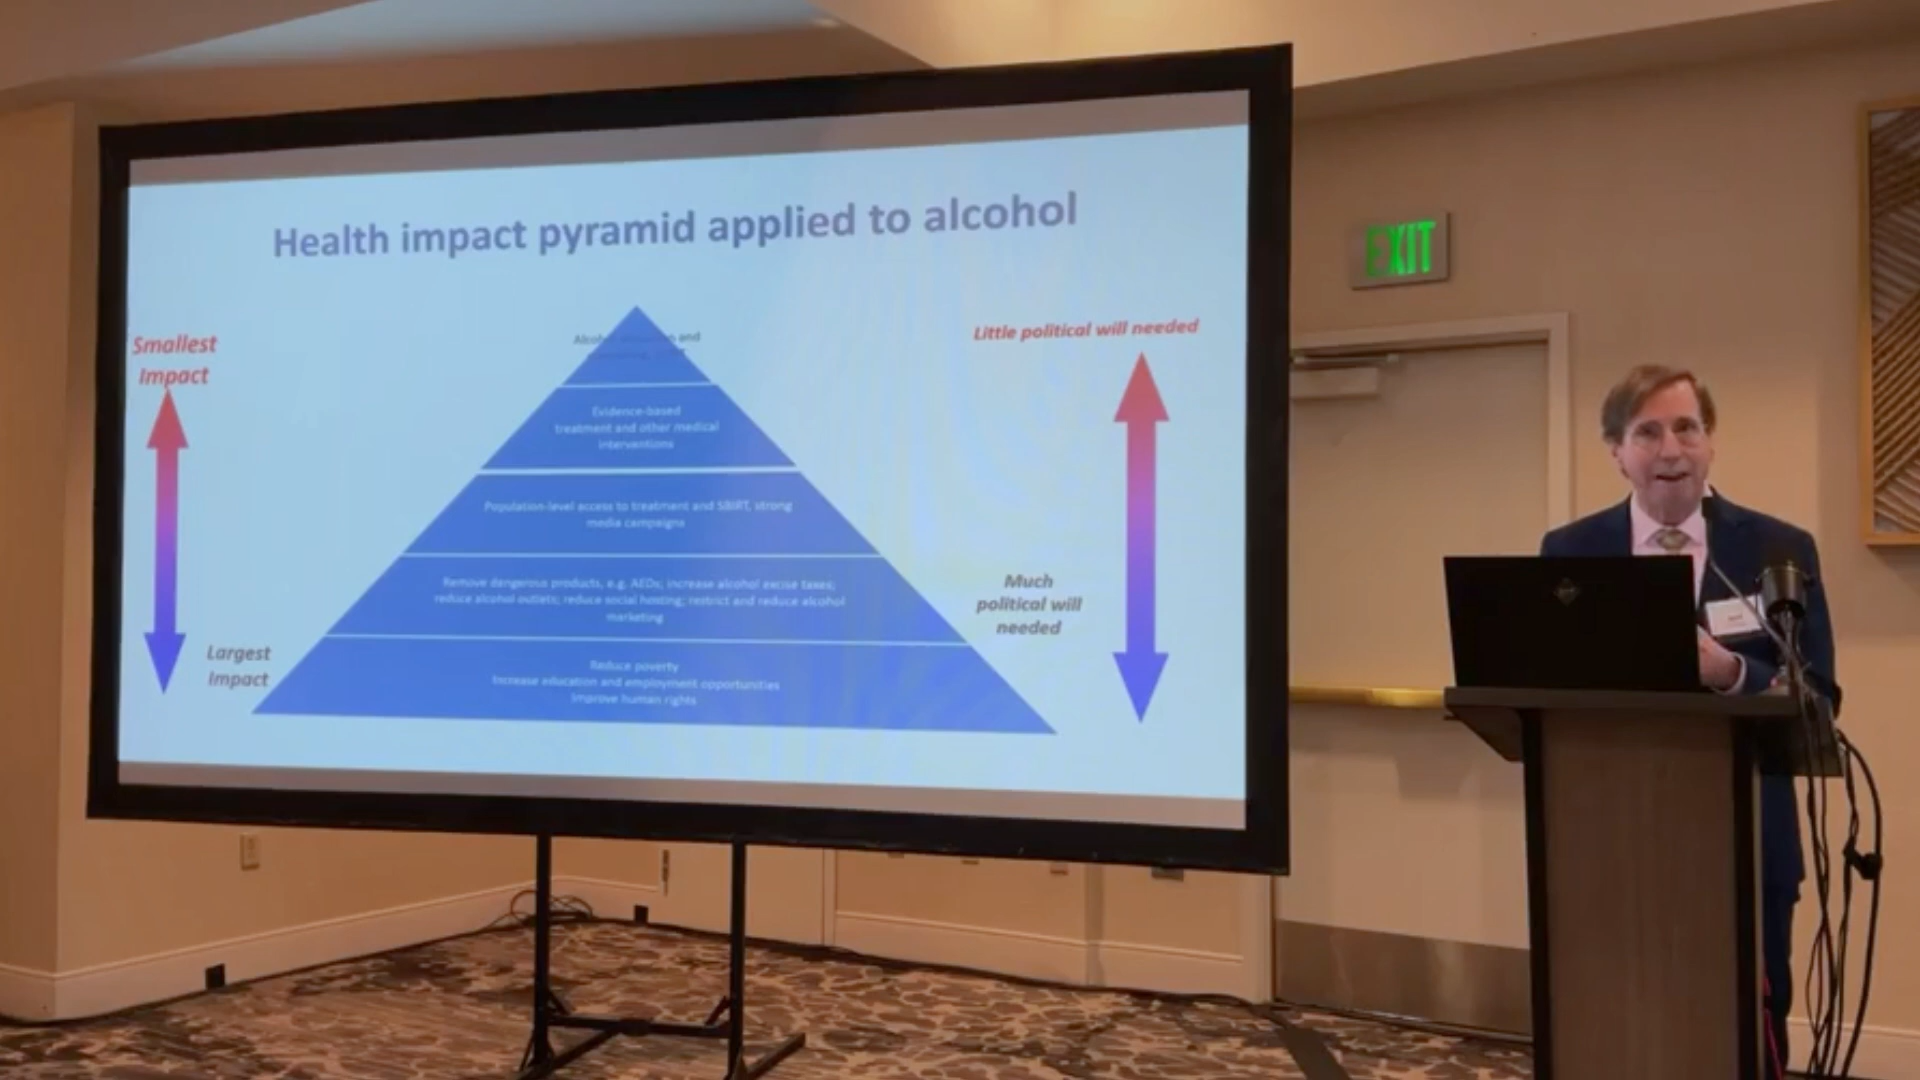 Health impact pyramid applied to alcohol
Smallest
Impact
Little political will needed
and
Evidence-based
treatment and other medical
interventions
Population-level access to treatment and SBIRT, strong
media campaigns
Remove dangerous products, e.g. AEDs; increase alcohol excise taxes;
reduce alcohol outlets; reduce social hosting; restrict and reduce alcohol
marketing
Much
political will
needed
Largest
Impact
Reduce poverty
Increase education and employment opportunities
Improve human rights
EXIT